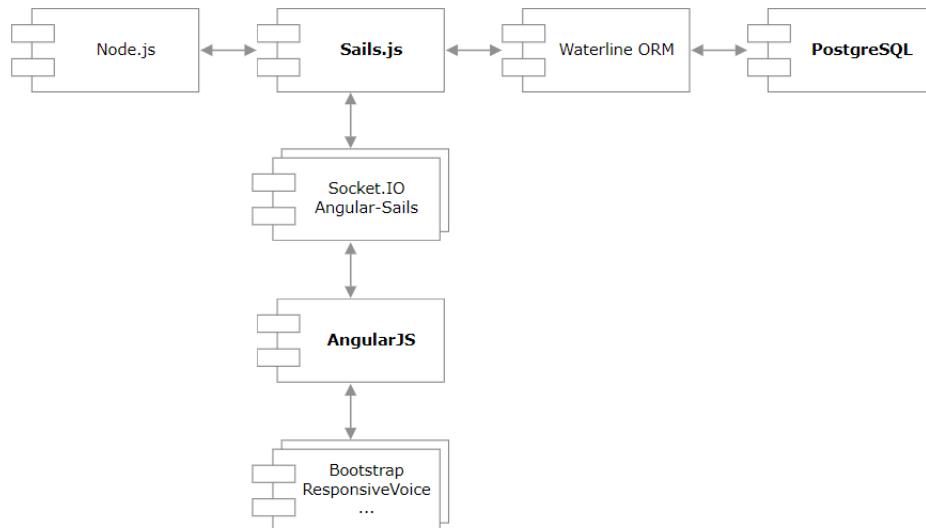 Node.js
Sails.js
Waterline ORM
PostgreSQL
Socket.IO
Angular-Sails
AngularJS
Bootstrap
ResponsiveVoice
...